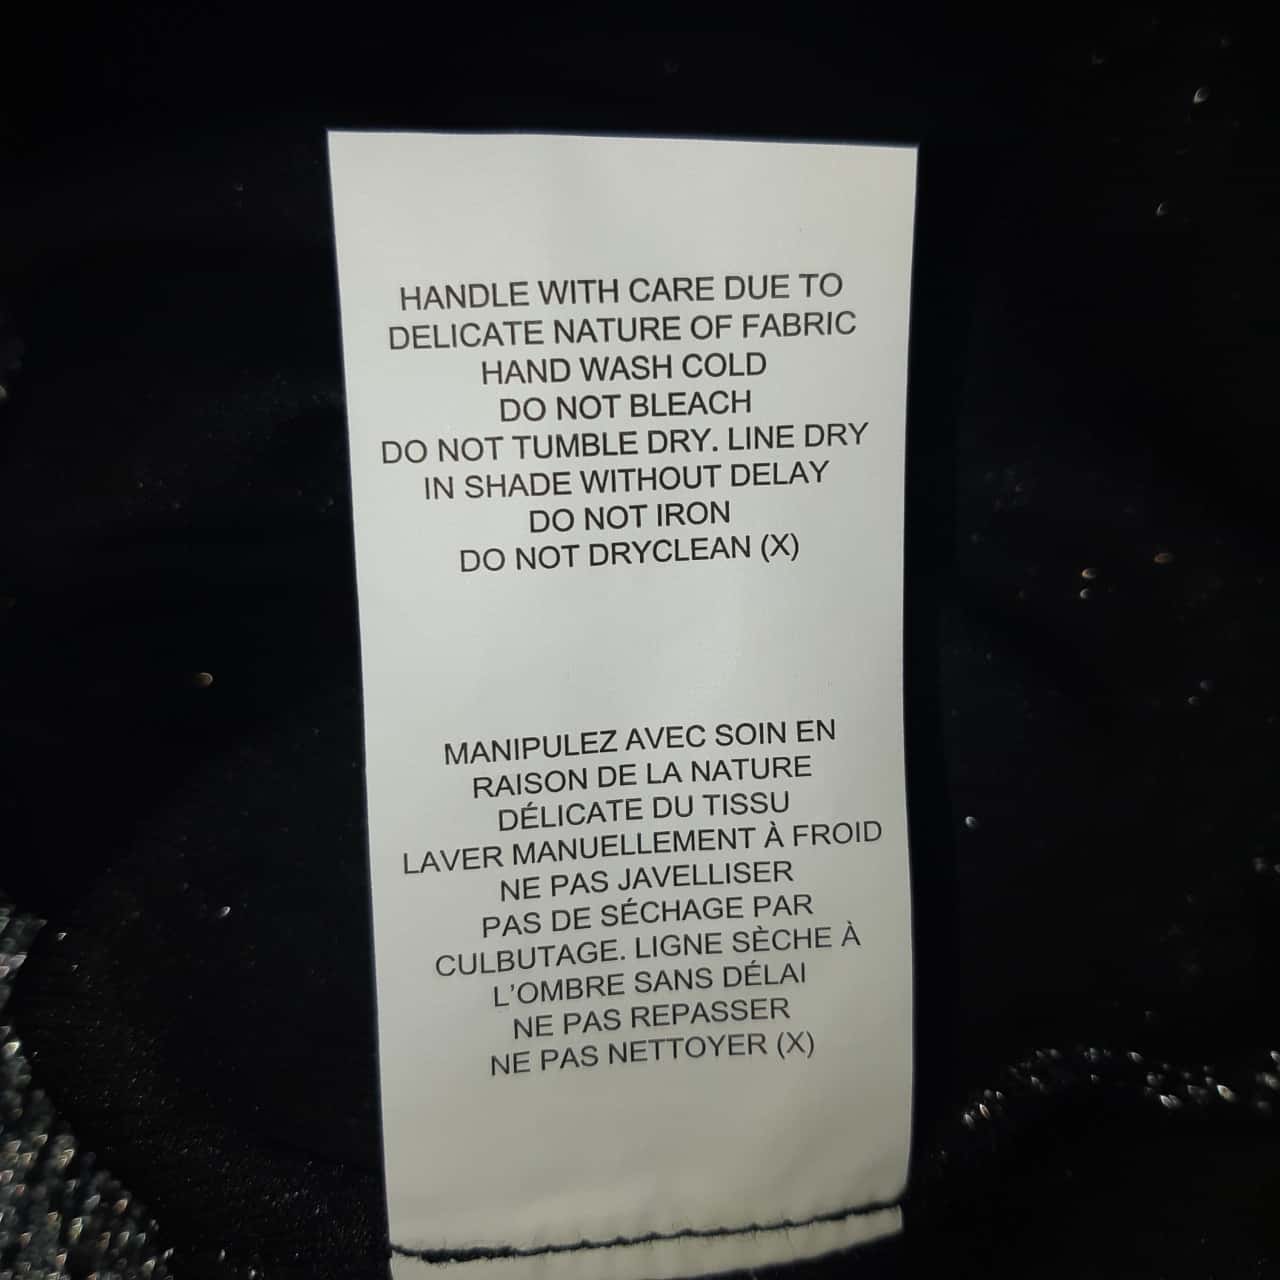 HANDLE WITH CARE DUE TO
DELICATE NATURE OF FABRIC
HAND WASH COLD
DO NOT BLEACH
DO NOT TUMBLE DRY. LINE DRY
IN SHADE WITHOUT DELAY
DO NOT IRON
DO NOT DRYCLEAN (X)
MANIPULEZ AVEC SOIN EN
RAISON DE LA NATURE
DÉLICATE DU TISSU
LAVER MANUELLEMENT À FROID
NE PAS JAVELLISER
PAS DE SÉCHAGE PAR
CULBUTAGE. LIGNE SÈCHE À
L'OMBRE SANS DÉLAI
NE PAS REPASSER
NE PAS NETTOYER (X)